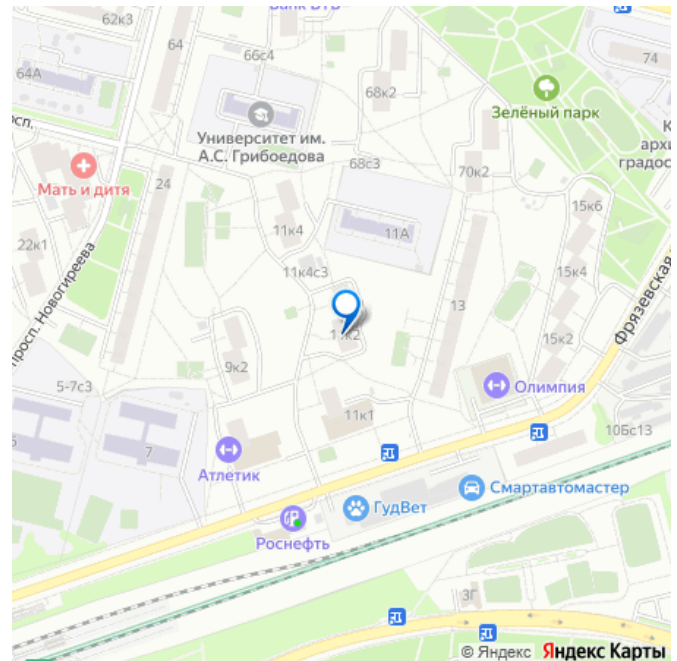 Банк ВТБ
62к3
64
66с4
64А
68к2
74
Зелёный парк
Университет им.
А.С. Грибоедова
68с3
70к2
Мать и дитя
24
15к6
11к4
11А
22к1
просп. Новогиреева
11к4с3
15к4
13
Фрязевская
11к2
15к2
9к2
5-7с3
Олимпия
11к1
7
10Бс13
Атлетик
Смартавтомастер
ГудВет
Роснефть
3Г
© Яндекс Яндекс Карты